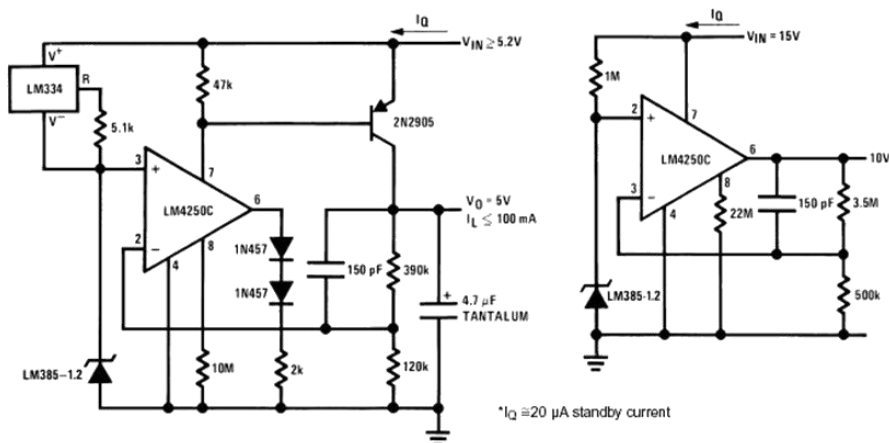 V+
LM334
R
V−
5.1k
47k
IQ
VIN ≥ 5.2V
2N2905
3
+
7
LM4250C
6
2
−
8
4
1N457
1N457
150 pF
390k
VO = 5V
IL ≤ 100 mA
+
4.7 µF
TANTALUM
LM385–1.2
10M
2k
120k
IQ
VIN = 15V
1M
2
+
7
LM4250C
6
10V
3
−
8
4
22M
150 pF
3.5M
LM385-1.2
500k
*IQ ≅20 µA standby current